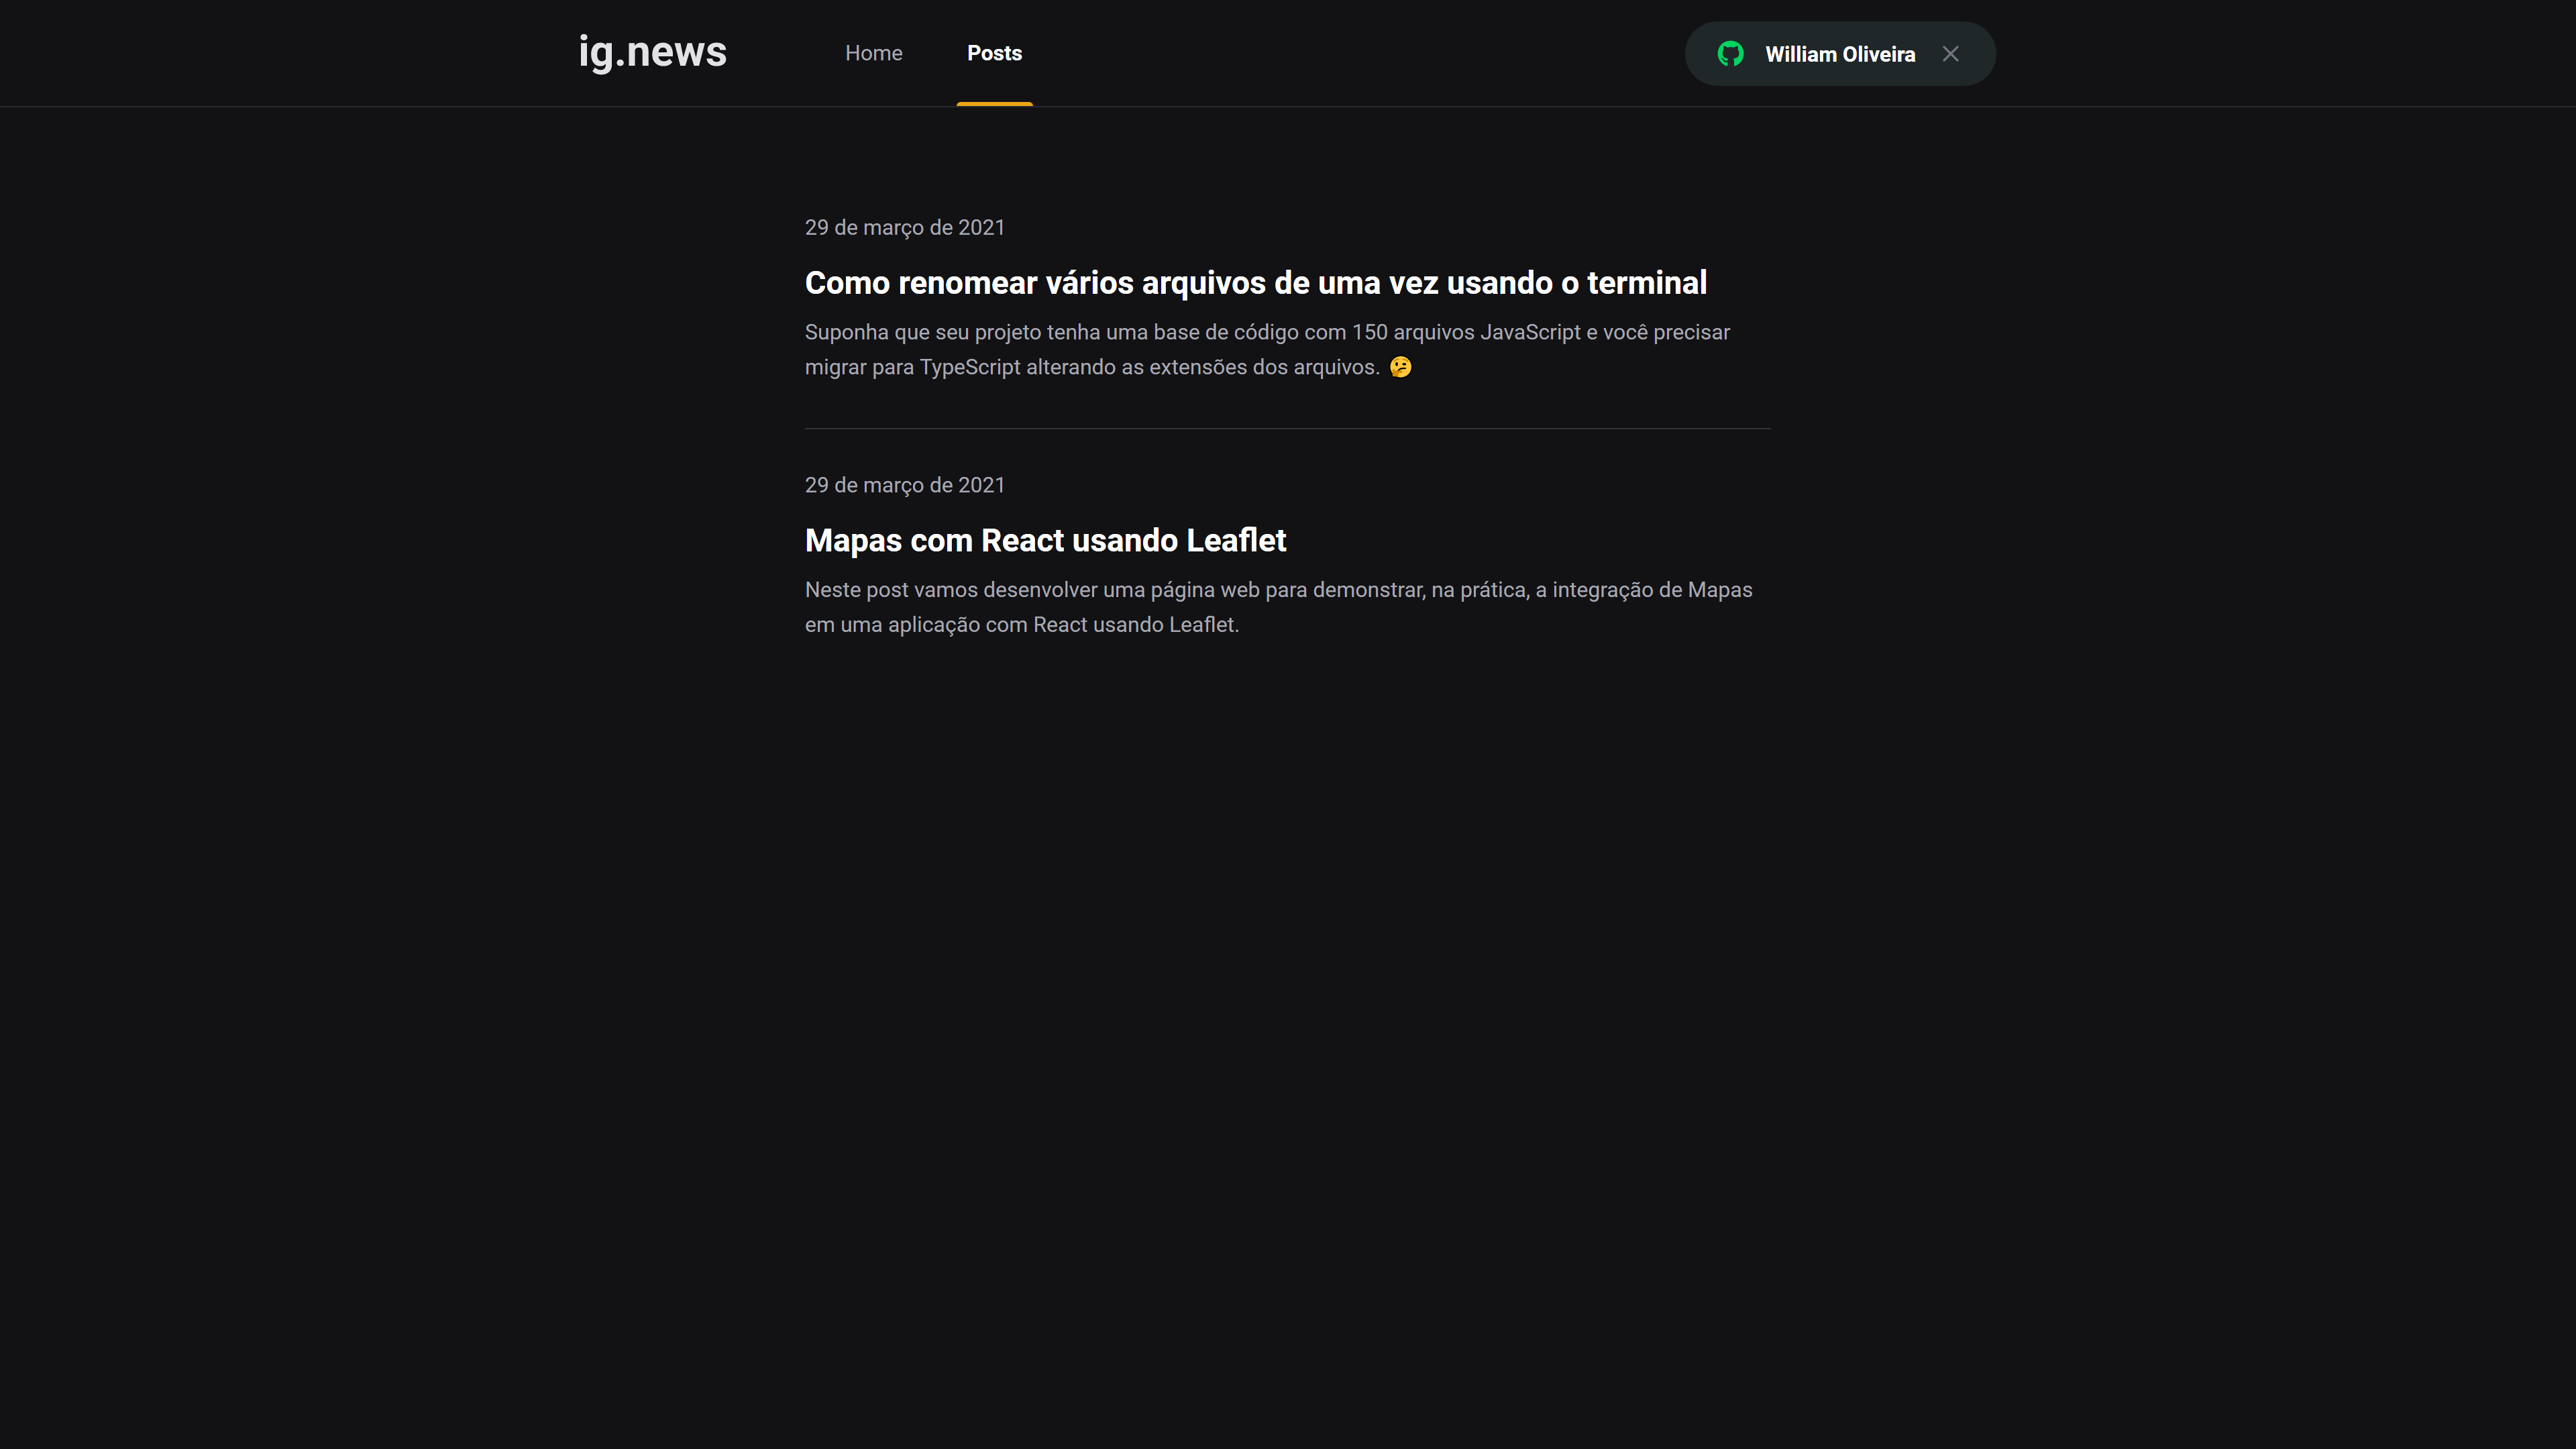 ig.news
Home
Posts
William Oliveira
29 de março de 2021
Como renomear vários arquivos de uma vez usando o terminal
Suponha que seu projeto tenha uma base de código com 150 arquivos JavaScript e você precisar
migrar para TypeScript alterando as extensões dos arquivos. 🤔
29 de março de 2021
Mapas com React usando Leaflet
Neste post vamos desenvolver uma página web para demonstrar, na prática, a integração de Mapas
em uma aplicação com React usando Leaflet.